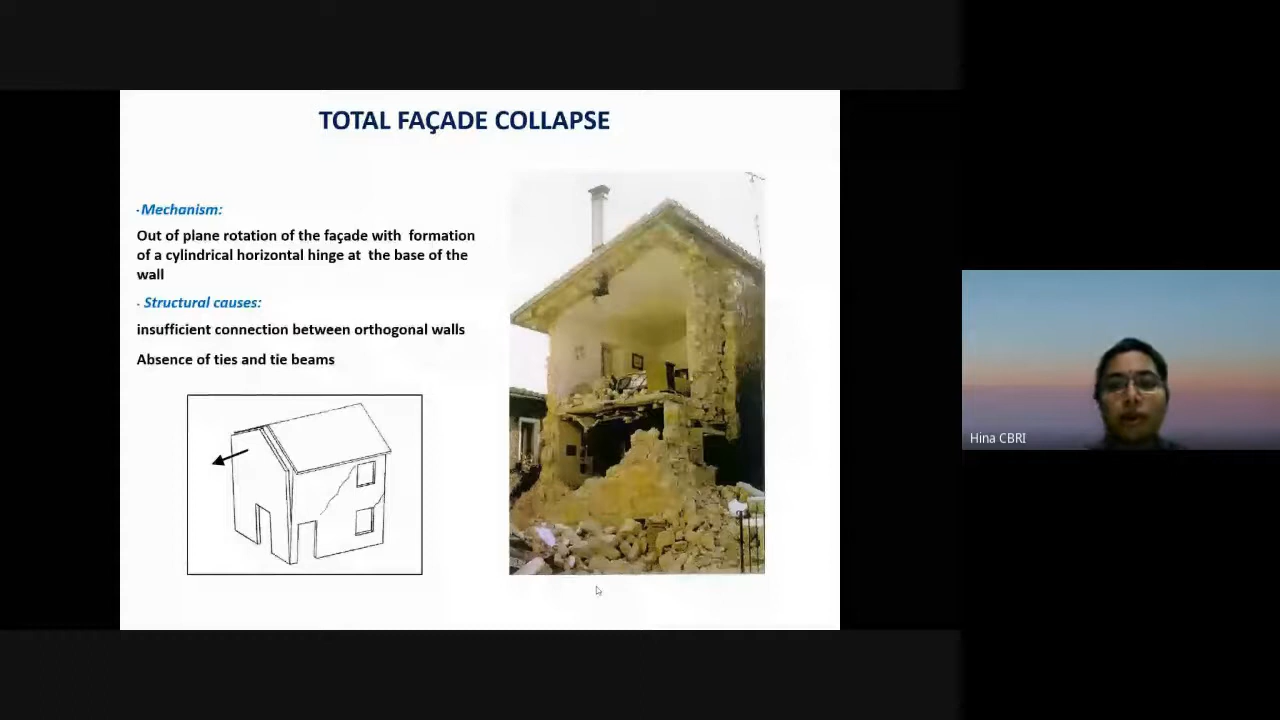 TOTAL FAÇADE COLLAPSE
·Mechanism:
Out of plane rotation of the façade with formation
of a cylindrical horizontal hinge at the base of the
wall
· Structural causes:
insufficient connection between orthogonal walls
Absence of ties and tie beams
Hina CBRI